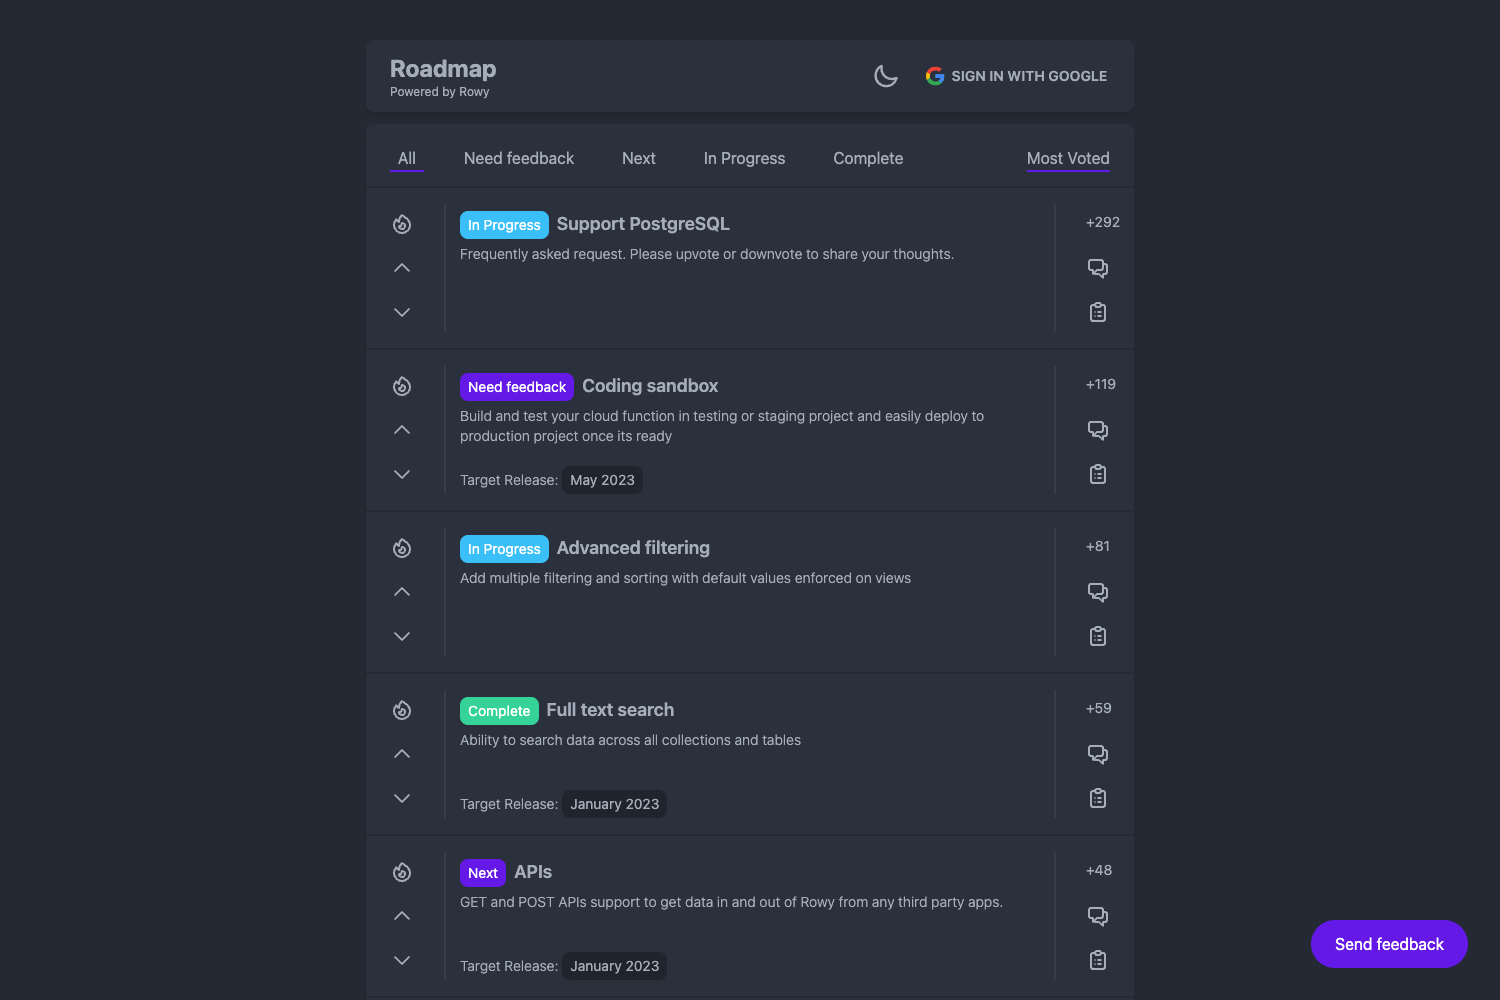 Roadmap
Powered by Rowy
SIGN IN WITH GOOGLE
All
Need feedback
Next
In Progress
Complete
Most Voted
In Progress Support PostgreSQL
+292
Frequently asked request. Please upvote or downvote to share your thoughts.
Need feedback Coding sandbox
+119
Build and test your cloud function in testing or staging project and easily deploy to
production project once its ready
Target Release: May 2023
In Progress Advanced filtering
+81
Add multiple filtering and sorting with default values enforced on views
Complete Full text search
+59
Ability to search data across all collections and tables
Target Release: January 2023
Next APIs
+48
GET and POST APIs support to get data in and out of Rowy from any third party apps.
Target Release: January 2023
Send feedback